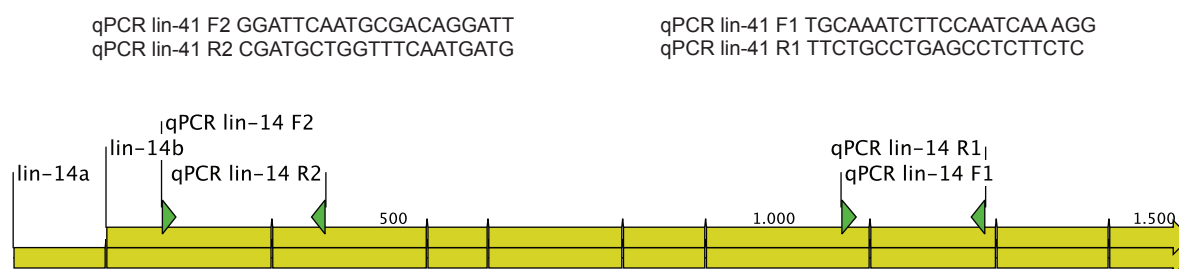 qPCR lin-41 F2 GGATTCAATGCGACAGGATT
qPCR lin-41 R2 CGATGCTGGTTTCAATGATG
qPCR lin-41 F1 TGCAAATCTTCCAATCAA AGG
qPCR lin-41 R1 TTCTGCCTGAGCCTCTTCTC
qPCR lin-14 F2
lin-14b
qPCR lin-14 R1
lin-14a
qPCR lin-14 R2
qPCR lin-14 F1
500
1.000
1.500